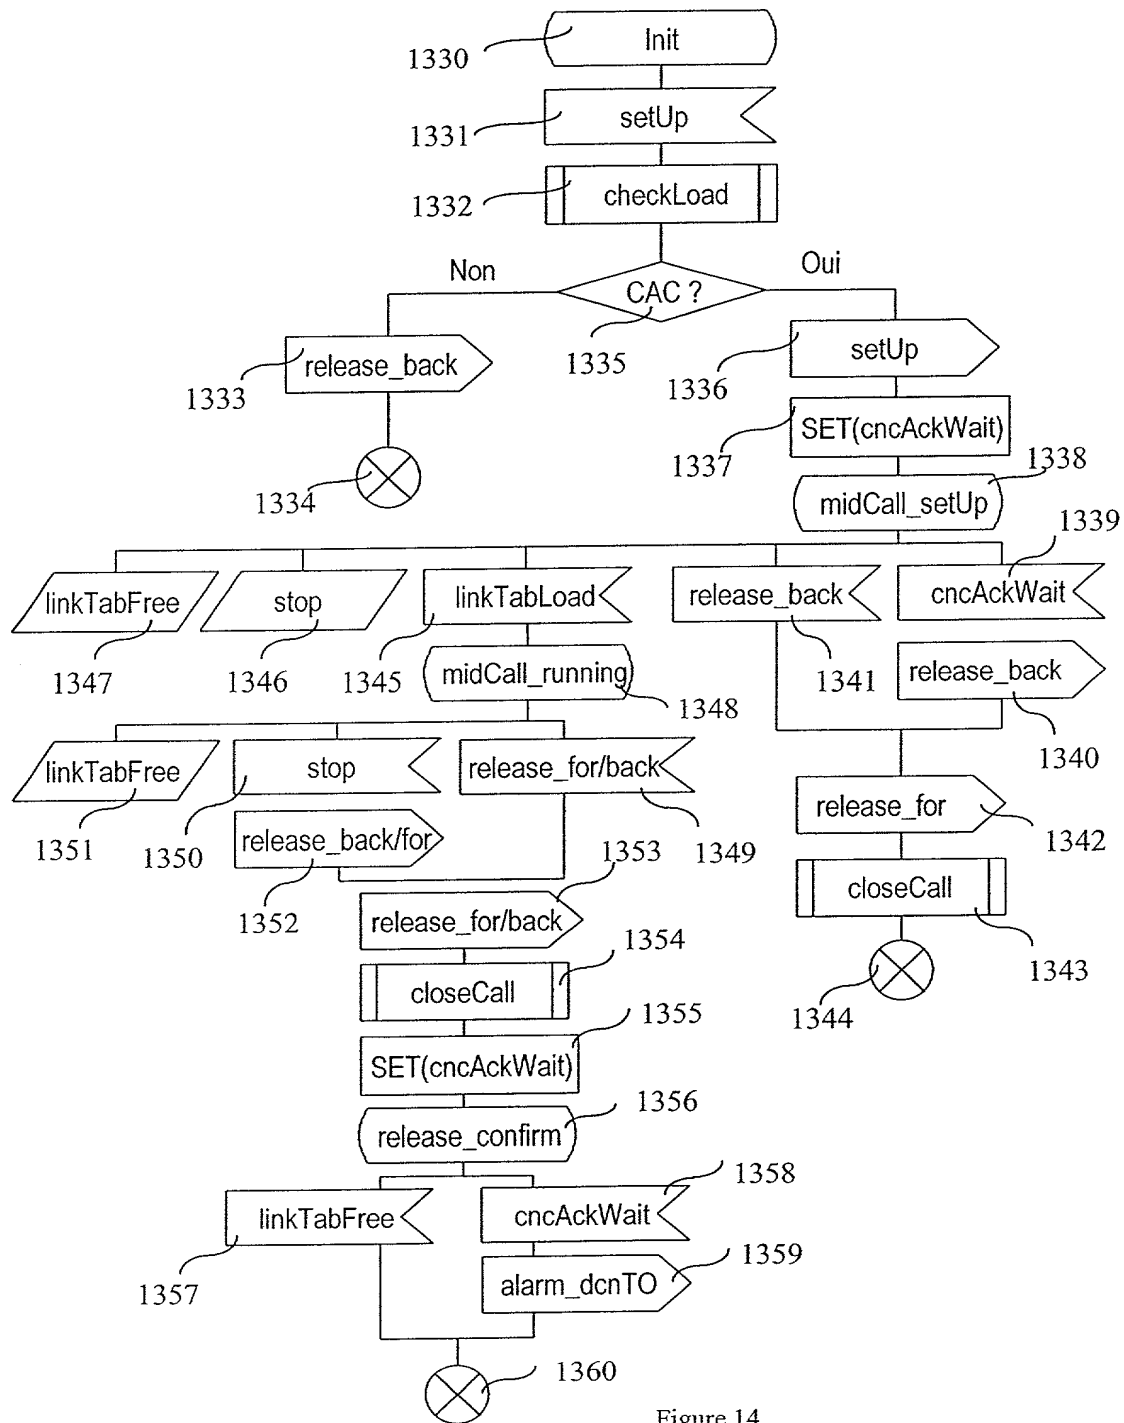 Init
1330
setUp
1331
checkLoad
1332
Non
Oui
CAC ?
1335
release_back
1333
setUp
1336
SET(cncAckWait)
1337
1334
midCall_setUp
1338
1339
linkTabFree
stop
linkTabLoad
release_back
cncAckWait
1347
1346
1345
1341
midCall_running
1348
release_back
1340
linkTabFree
stop
release_for/back
1351
1350
1349
release_back/for
1352
1353
release_for
1342
release_for/back
closeCall
1343
1354
closeCall
1344
1355
SET(cncAckWait)
1356
release_confirm
1358
linkTabFree
cncAckWait
1357
1359
alarm_dcnTO
1360
Figure 14